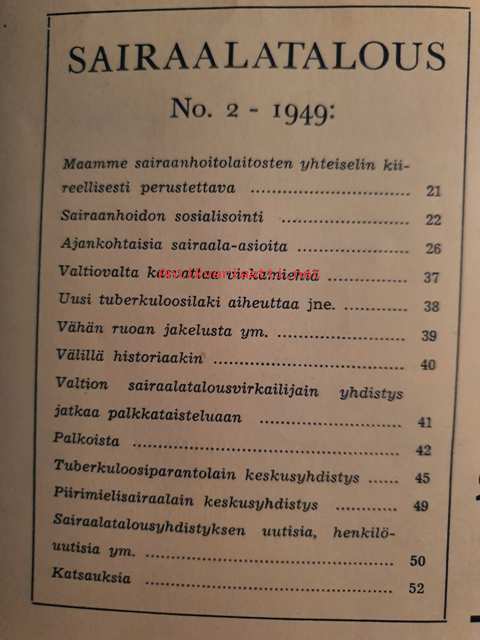 SAIRAALATALOUS
No. 2 - 1949:
Maamme sairaanhoitolaitosten yhteiselin kii-
reellisesti perustettava ........................ 21
Sairaanhoidon sosialisointi ................... 22
Ajankohtaisia sairaala-asioita ................. 26
Valtiovalta kasvattaa virkamiehiä ............ 37
Uusi tuberkuloosilaki aiheuttaa jne. ......... 38
Vähän ruoan jakelusta ym. .................... 39
Välillä historiaakin .............................. 40
Valtion sairaalatalousvirkailijain yhdistys
jatkaa palkkataisteluaan ...................... 41
Palkoista .......................................... 42
Tuberkuloosiparantolain keskusyhdistys ...... 45
Piirimielisairaalain keskusyhdistys ......... 49
Sairaalatalousyhdistyksen uutisia, henkilö-
uutisia ym. ....................................... 50
Katsauksia ....................................... 52